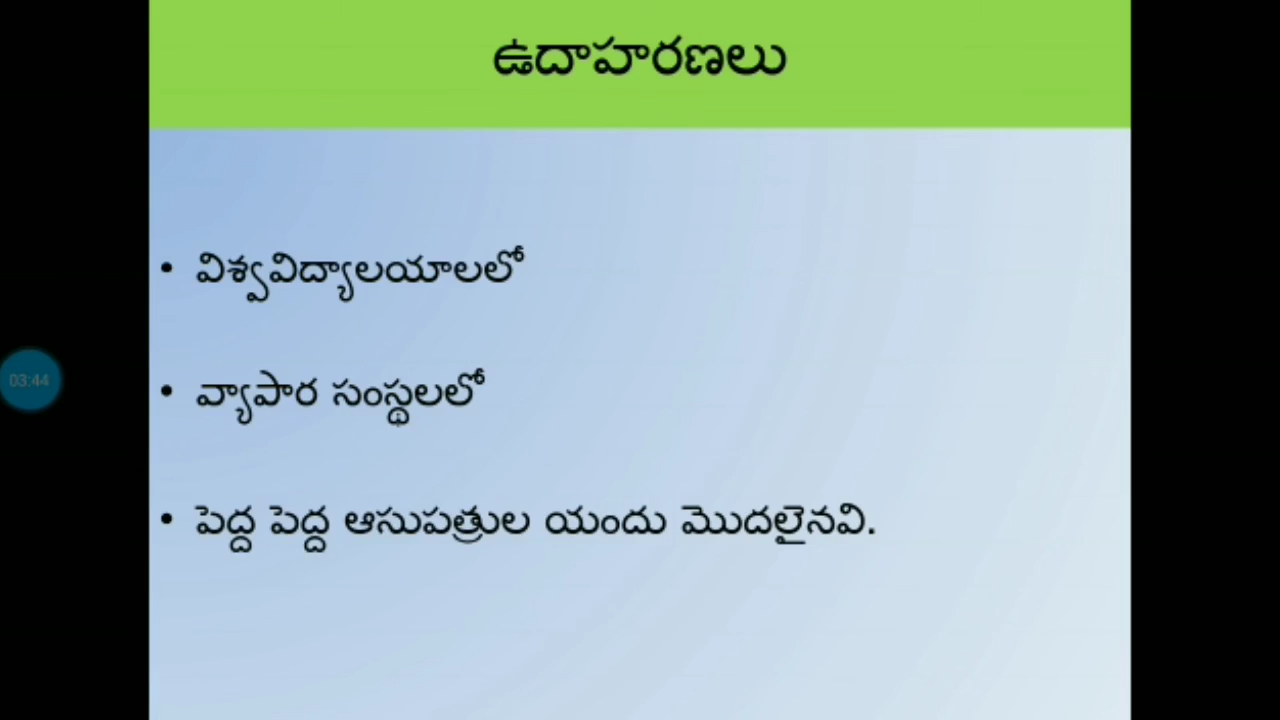 ఉదాహరణలు
• విశ్వవిద్యాలయాలలో
• వ్యాపార సంస్థలలో
03:44
• పెద్ద పెద్ద ఆసుపత్రుల యందు మొదలైనవి.